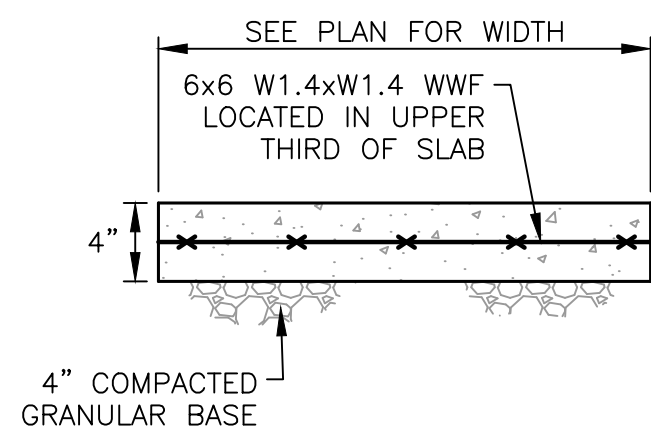 SEE PLAN FOR WIDTH
6x6 W1.4xW1.4 WWF
LOCATED IN UPPER
THIRD OF SLAB
4"
4" COMPACTED
GRANULAR BASE